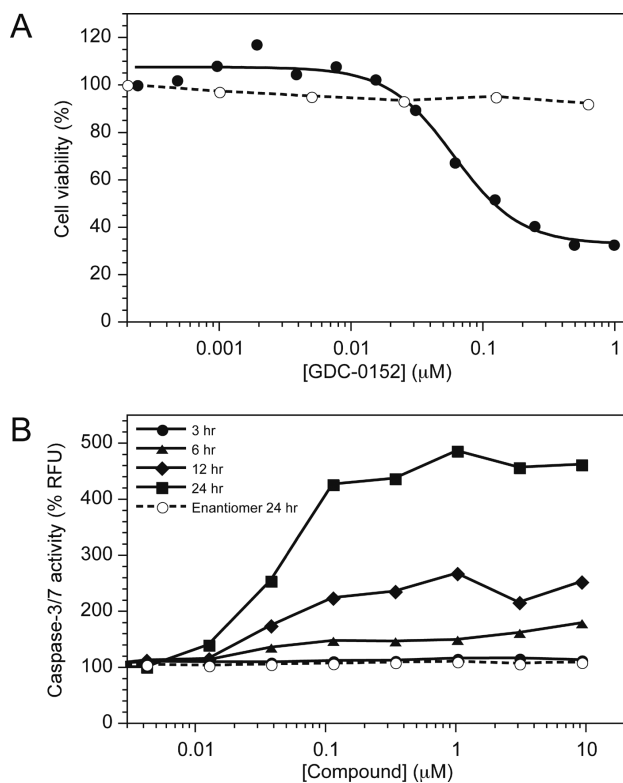 A
Cell viability (%)
120
100
80
60
40
20
0
0.001
0.01
0.1
1
[GDC-0152] (μM)
B
Caspase-3/7 activity (% RFU)
500
400
300
200
100
0
3 hr
6 hr
12 hr
24 hr
Enantiomer 24 hr
0.01
0.1
1
10
[Compound] (μM)